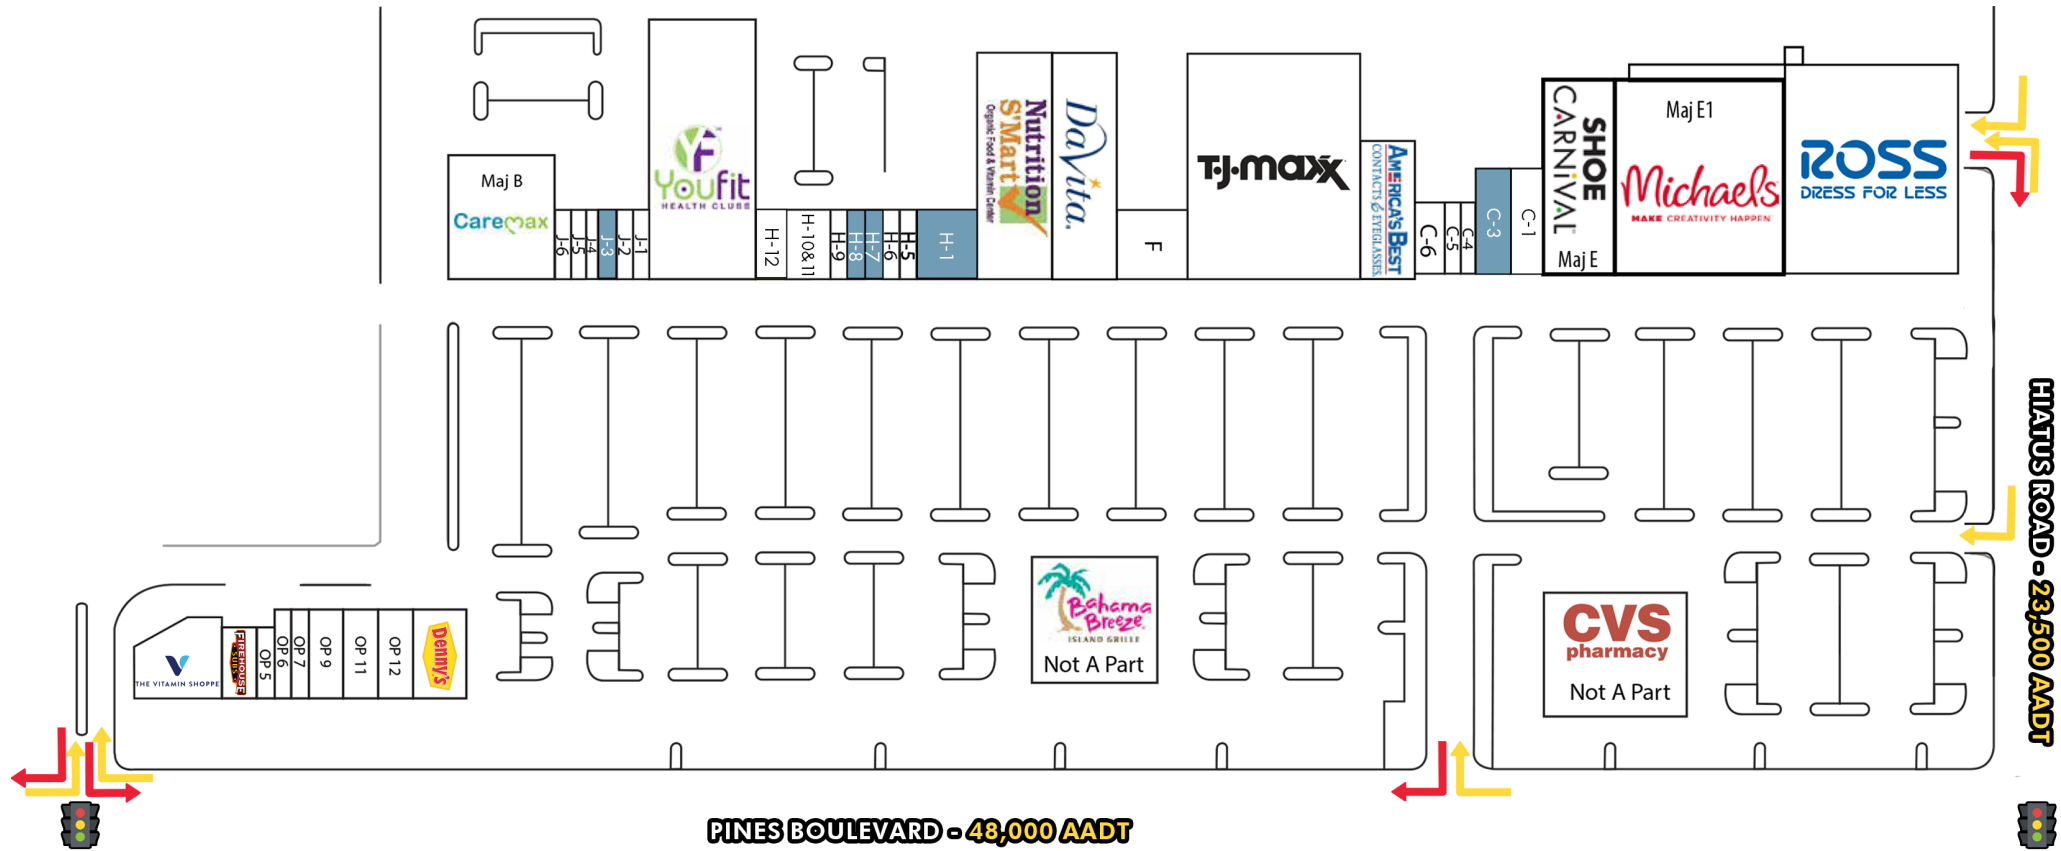 Maj B
Caremax
J-6
J-5
J-4
J-3
J-2
J-1
YF
Youfit
HEALTH CLUBS
H-12
H-10&11
H-9
H-8
H-7
H-6
H-5
H-1
Nutrition
S'Mart
Organic Food & Vitamin Center
DaVita.
F
T.J.maxx
AMERICA'S BEST
CONTACTS & EYEGLASSES.
C-6
C-5
C-4
C-3
C-1
SHOE
CARNIVAL
Maj E
Maj E1
Michaels
MAKE CREATIVITY HAPPEN
ROSS
DRESS FOR LESS
HIATUS ROAD - 23,500 AADT
Bahama
Breeze
ISLAND GRILLE
Not A Part
CVS
pharmacy
Not A Part
THE VITAMIN SHOPPE
FIREHOUSE
SUBS
OP 5
OP 6
OP 7
OP 9
OP 11
OP 12
Denny's
PINES BOULEVARD - 48,000 AADT